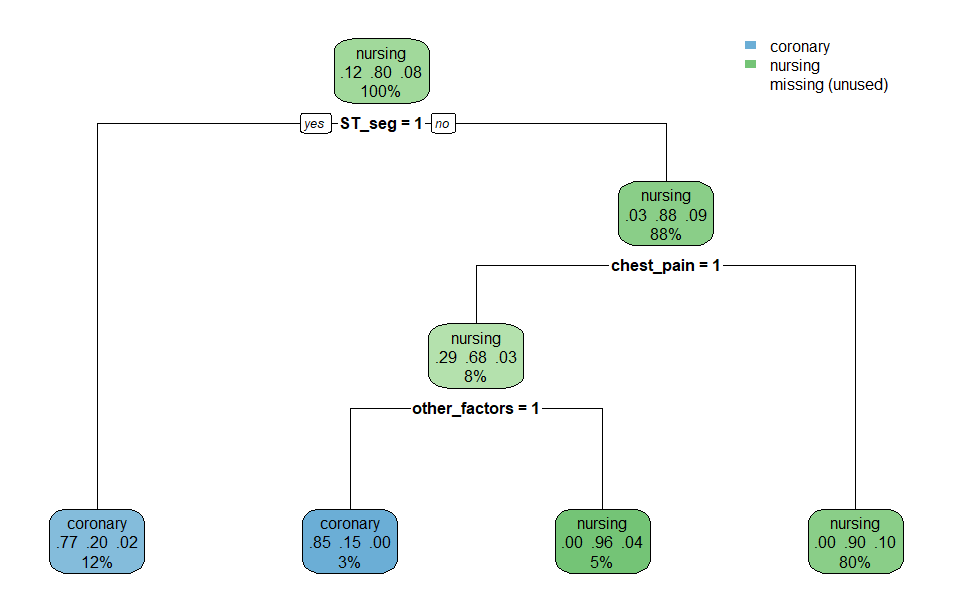 nursing
.12 .80 .08
100%
coronary
nursing
missing (unused)
yes ST_seg = 1 no
nursing
.03 .88 .09
88%
chest_pain = 1
nursing
.29 .68 .03
8%
other_factors = 1
coronary
.77 .20 .02
12%
coronary
.85 .15 .00
3%
nursing
.00 .96 .04
5%
nursing
.00 .90 .10
80%